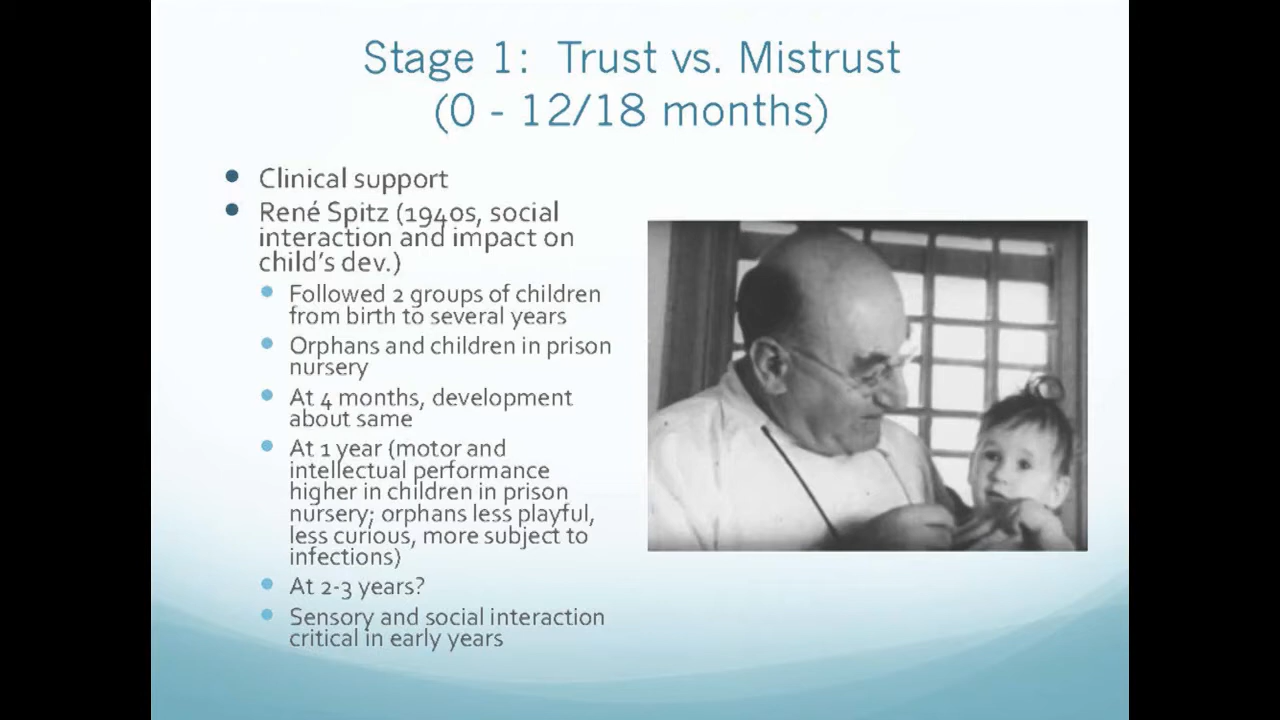 Stage 1: Trust vs. Mistrust
(0 - 12/18 months)
• Clinical support
• René Spitz (1940s, social
interaction and impact on
child's dev.)
• Followed 2 groups of children
from birth to several years
• Orphans and children in prison
nursery
• At 4 months, development
about same
• At 1 year (motor and
intellectual performance
higher in children in prison
nursery; orphans less playful,
less curious, more subject to
infections)
• At 2-3 years?
• Sensory and social interaction
critical in early years